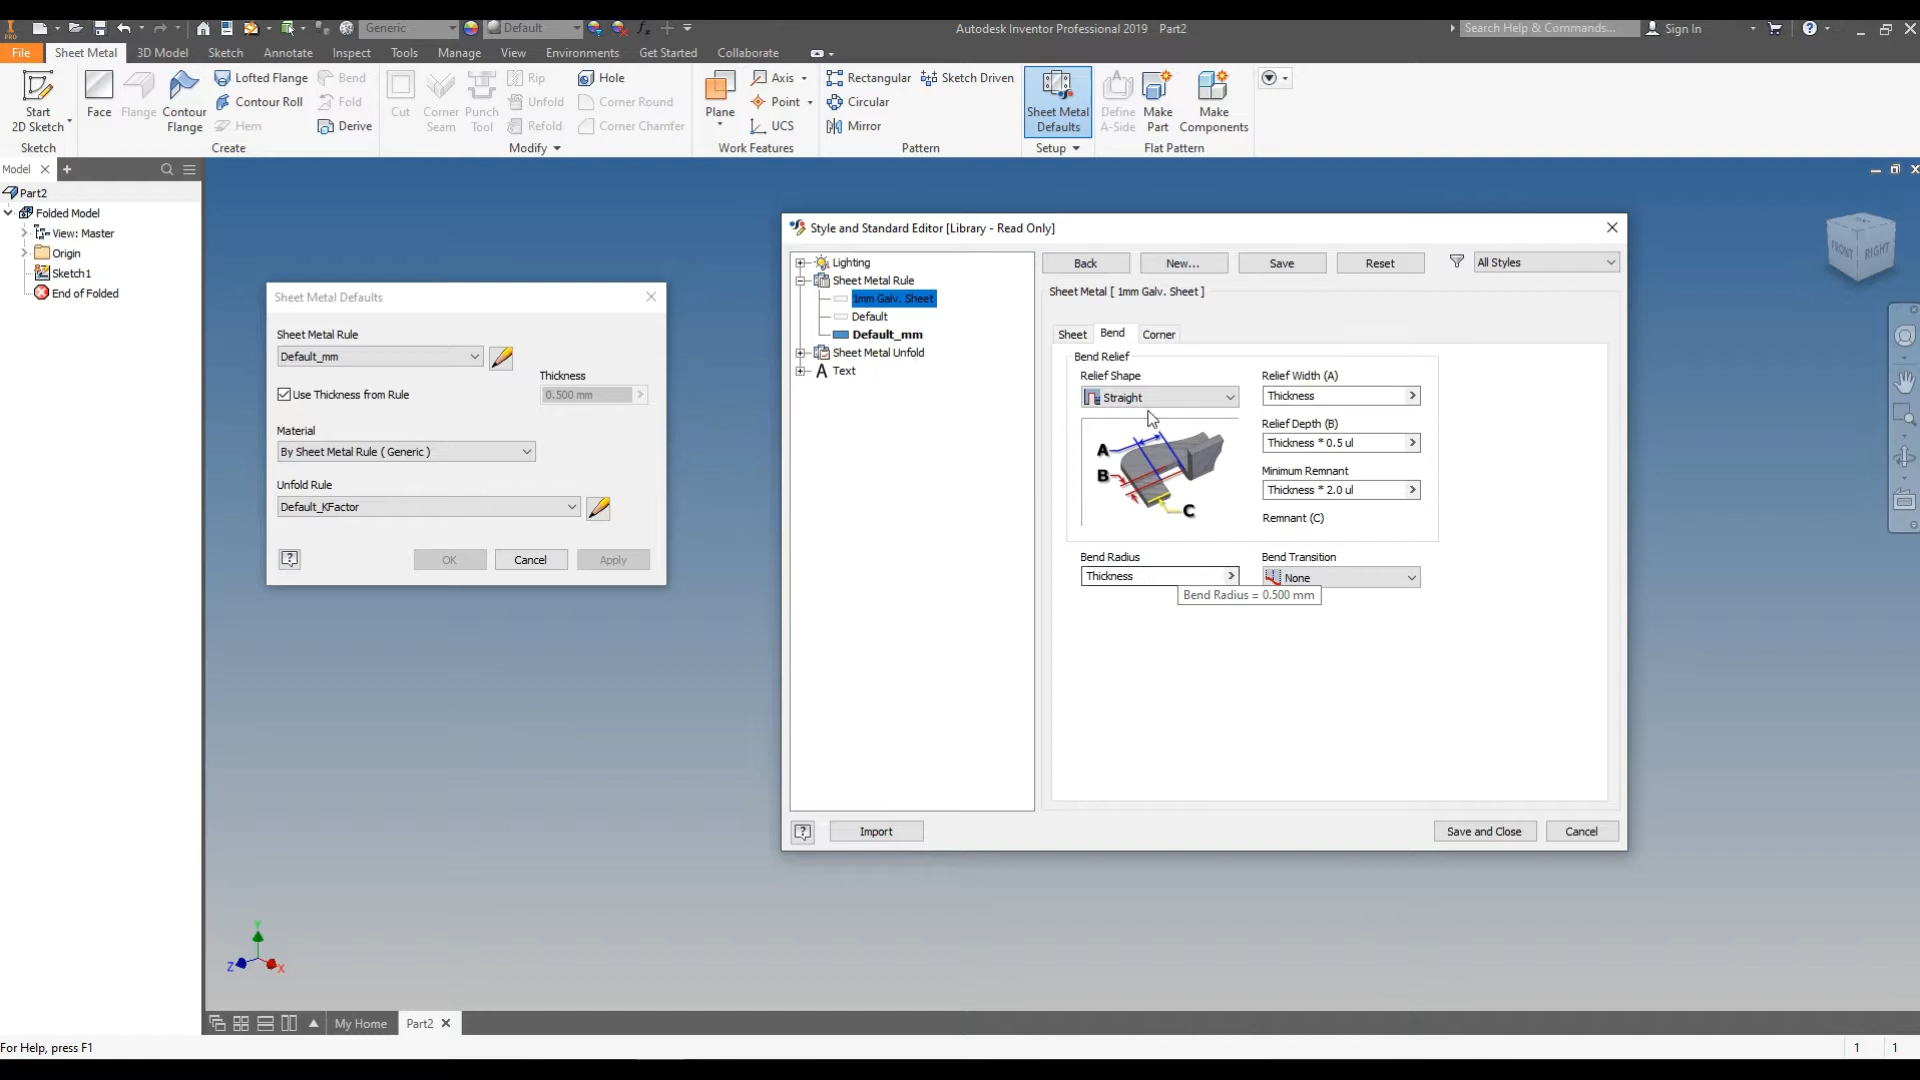 PRO
Generic
Default
Autodesk Inventor Professional 2019 Part2
Search Help & Commands...
Sign In
File Sheet Metal 3D Model Sketch Annotate Inspect Tools Manage View Environments Get Started Collaborate
Start 2D Sketch
Face
Flange
Contour Flange
Lofted Flange
Contour Roll
Hem
Bend
Fold
Derive
Cut
Corner Seam
Punch Tool
Rip
Unfold
Refold
Hole
Corner Round
Corner Chamfer
Plane
Axis
Point
UCS
Rectangular
Circular
Mirror
Sketch Driven
Sheet Metal Defaults
Define A-Side
Make Part
Make Components
Sketch Create Modify Work Features Pattern Setup Flat Pattern
Model
Part2
Folded Model
View: Master
Origin
Sketch1
End of Folded
FRONT RIGHT
Sheet Metal Defaults
Sheet Metal Rule
Default_mm
Use Thickness from Rule
Thickness
0.500 mm
Material
By Sheet Metal Rule ( Generic )
Unfold Rule
Default_KFactor
OK Cancel Apply
Style and Standard Editor [Library - Read Only]
Lighting
Sheet Metal Rule
1mm Galv. Sheet
Default
Default_mm
Sheet Metal Unfold
A Text
Back New... Save Reset All Styles
Sheet Metal [ 1mm Galv. Sheet ]
Sheet Bend Corner
Bend Relief
Relief Shape
Straight
A
B
C
Relief Width (A)
Thickness
Relief Depth (B)
Thickness * 0.5 ul
Minimum Remnant
Thickness * 2.0 ul
Remnant (C)
Bend Radius
Thickness
Bend Transition
None
Bend Radius = 0.500 mm
Import Save and Close Cancel
Y
Z
X
My Home Part2
For Help, press F1
1 1